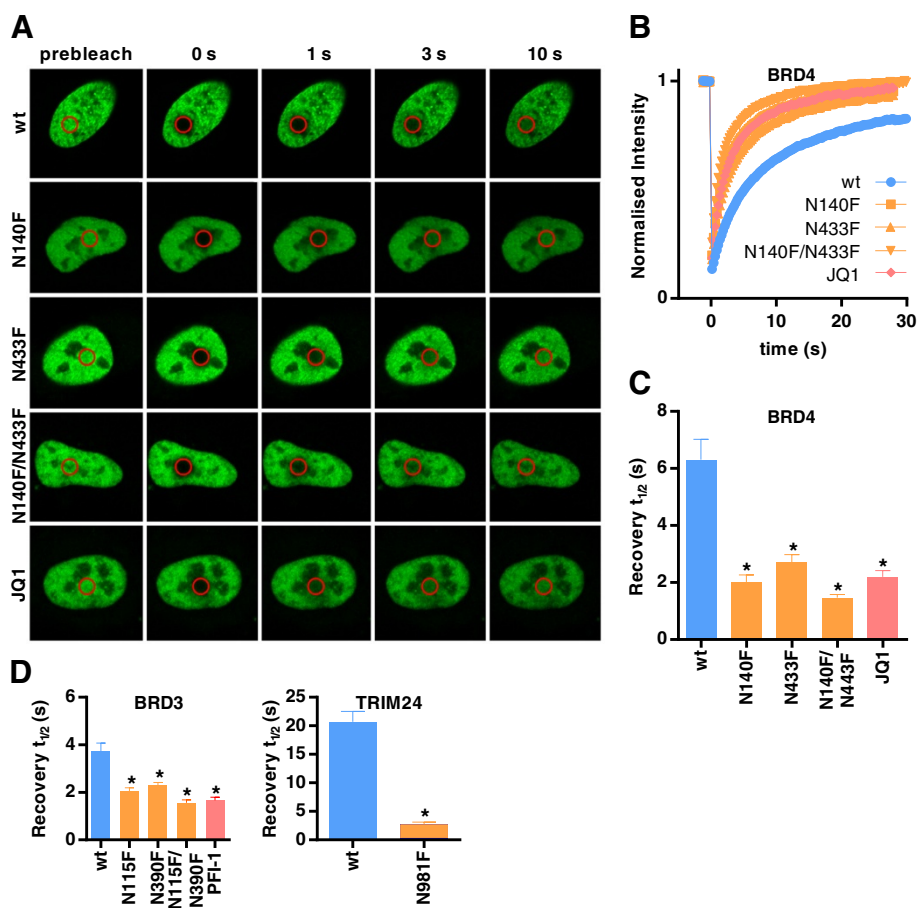 A
prebleach 0 s 1 s 3 s 10 s
wt
N140F
N433F
N140F/N433F
JQ1
B
BRD4
Normalised Intensity
1
0
wt
N140F
N433F
N140F/N433F
JQ1
0 10 20 30
time (s)
C
BRD4
Recovery t1/2 (s)
8
6
4
2
0
wt
N140F
N433F
N140F/
N443F
JQ1
* * * *
D
BRD3
Recovery t1/2 (s)
6
4
2
0
wt
N115F
N390F
N115F/
N390F
PFI-1
* * * *
TRIM24
Recovery t1/2 (s)
25
20
15
10
5
0
wt
N981F
*